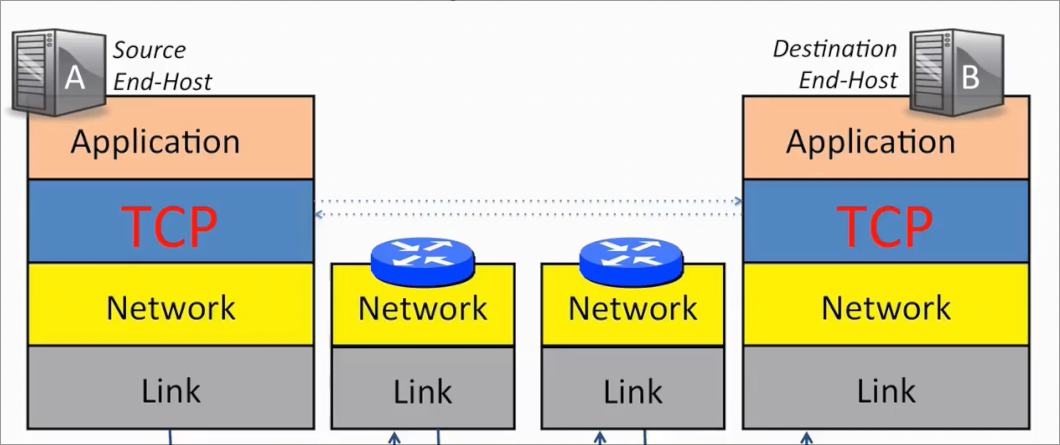 A
Source
End-Host
Destination
End-Host
B
Application
Application
TCP
TCP
Network
Network
Network
Network
Link
Link
Link
Link